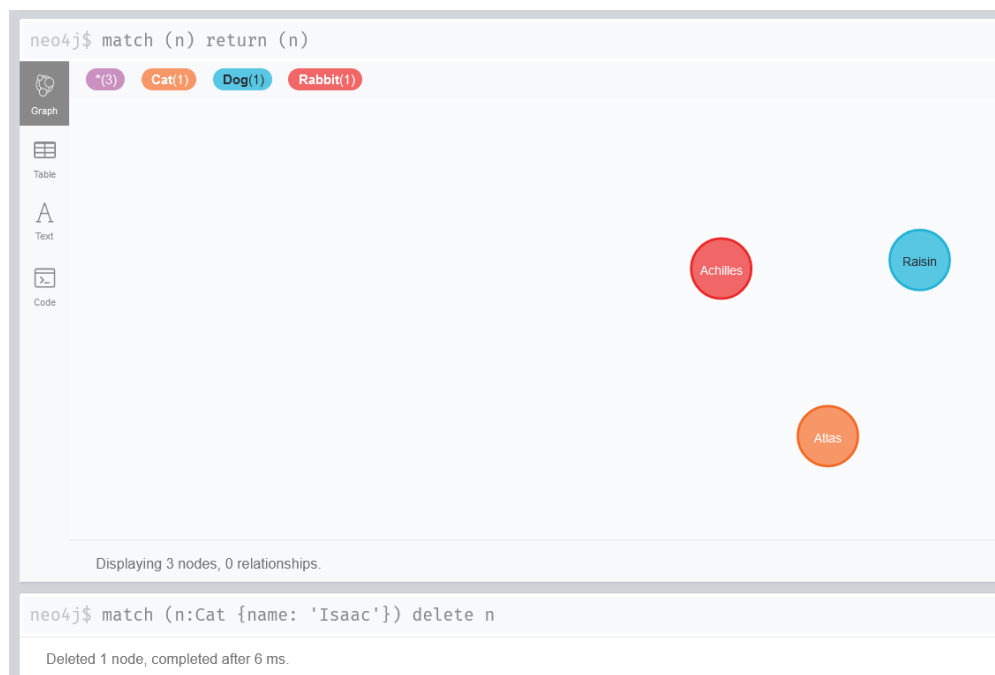 neo4j$ match (n) return (n)
*(3) Cat(1) Dog(1) Rabbit(1)
Graph
Table
A
Text
Code
Achilles
Raisin
Atlas
Displaying 3 nodes, 0 relationships.
neo4j$ match (n:Cat {name: 'Isaac'}) delete n
Deleted 1 node, completed after 6 ms.